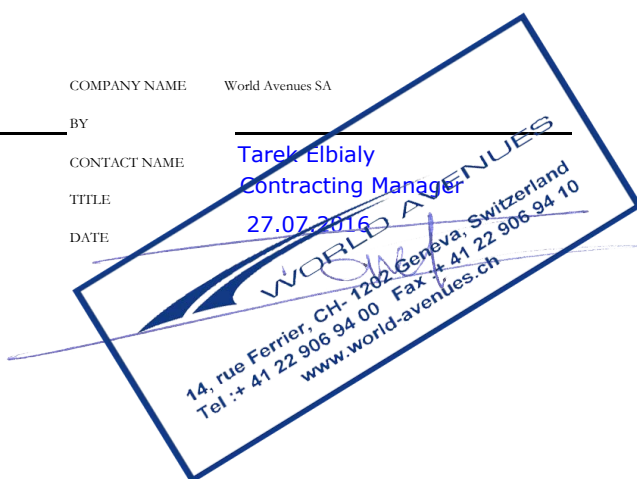 COMPANY NAME World Avenues SA
BY
CONTACT NAME Tarek Elbialy
TITLE Contracting Manager
DATE 27.07.2016
WORLD AVENUES
14, rue Ferrier, CH- 1202 Geneva, Switzerland
Tel :+ 41 22 906 94 00 Fax :+ 41 22 906 94 10
www.world-avenues.ch